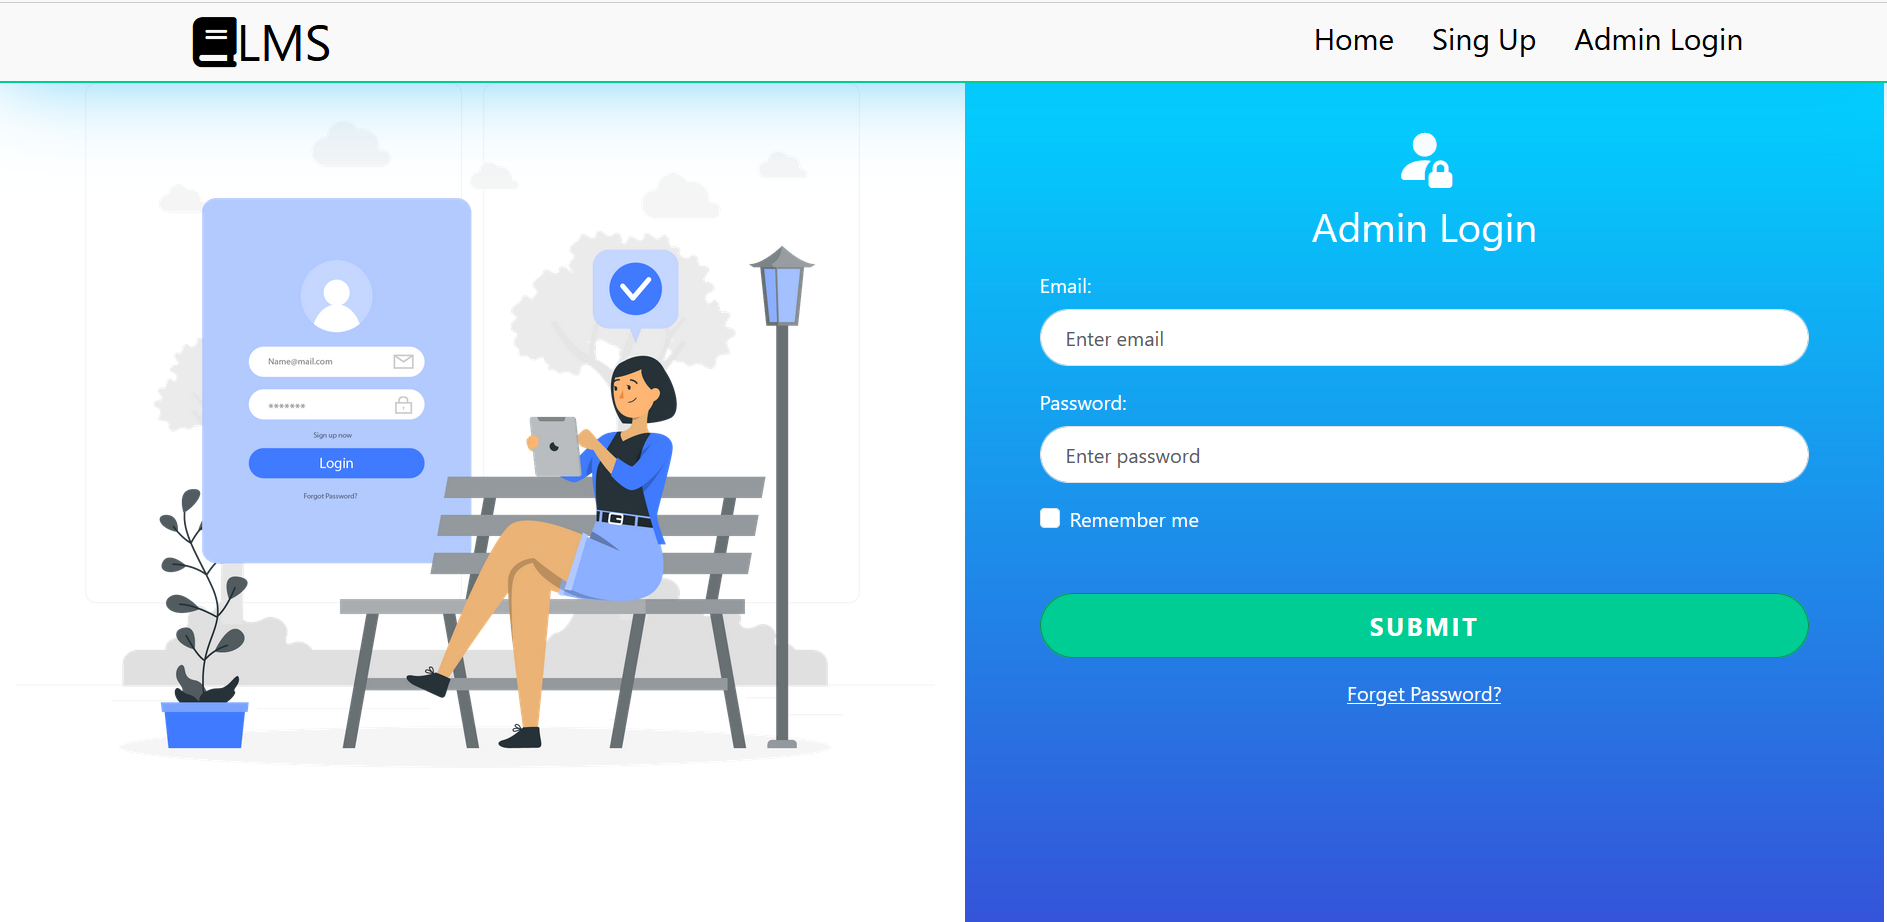 LMS
Home Sing Up Admin Login
Name@mail.com
*******
Sign up now
Login
Forgot Password?
Admin Login
Email:
Enter email
Password:
Enter password
Remember me
SUBMIT
Forget Password?